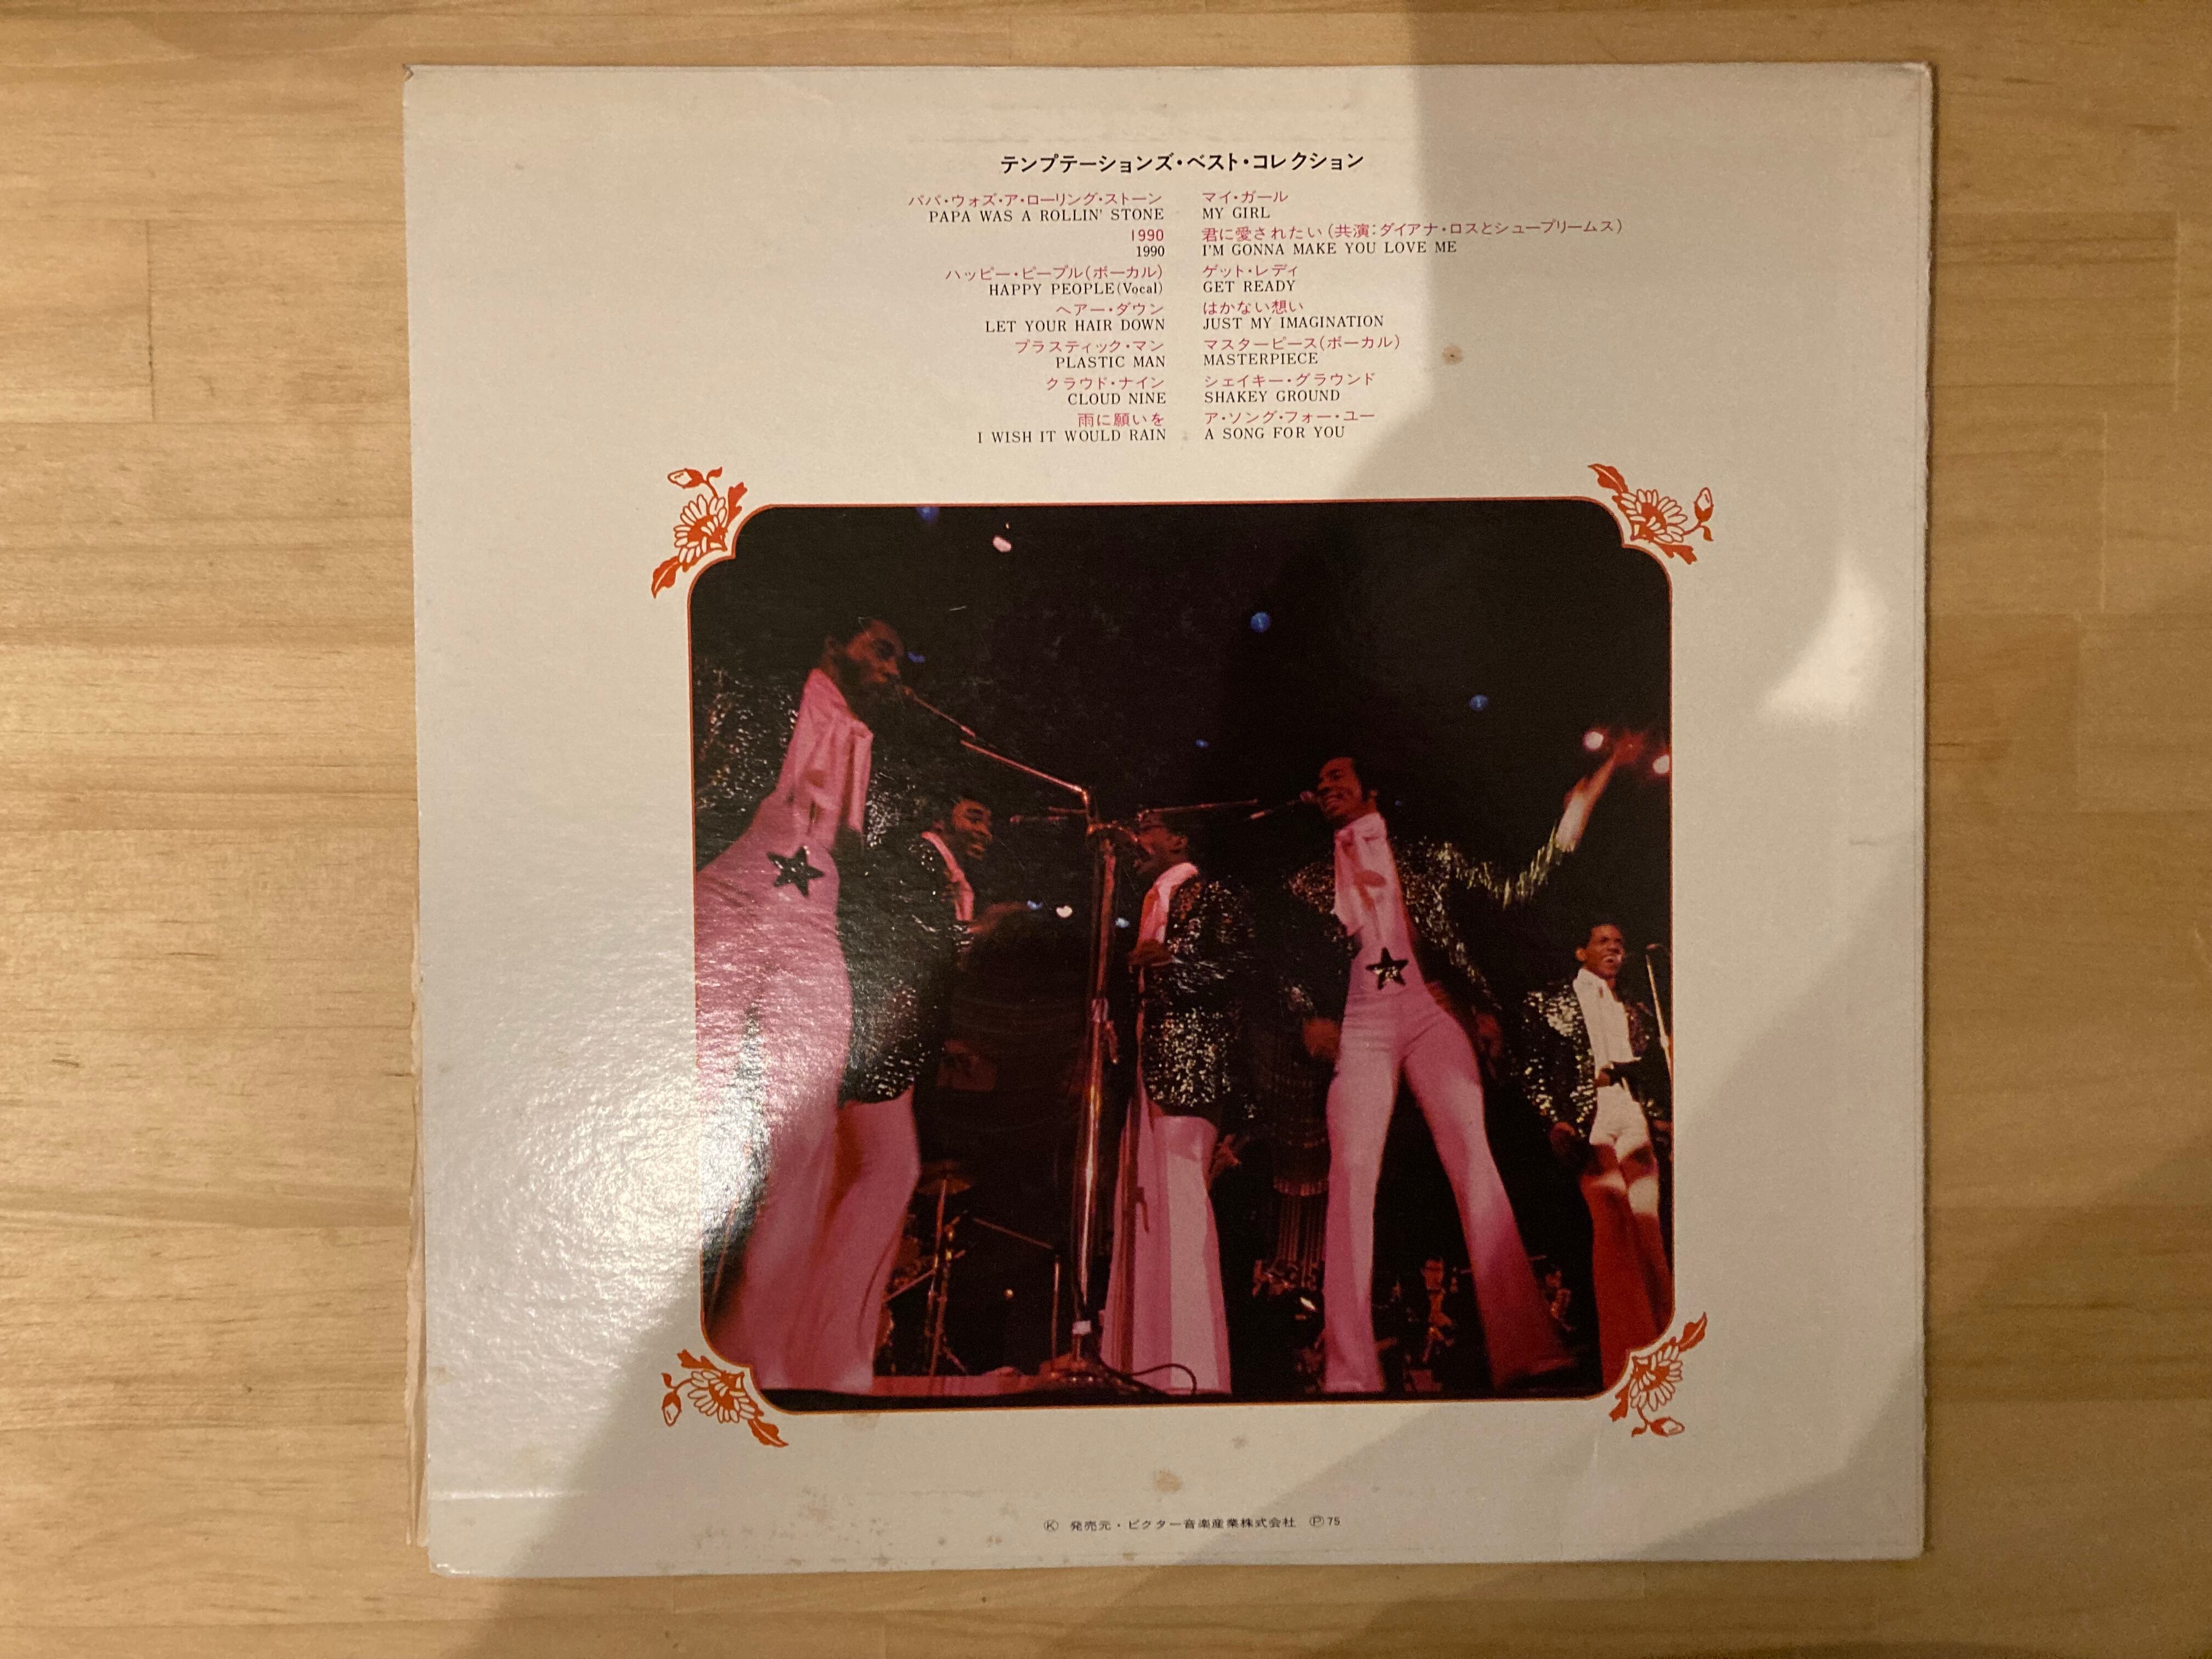 テンプテーションズ・ベスト・コレクション
パパ・ウォズ・ア・ローリング・ストーン
PAPA WAS A ROLLIN' STONE
1990
1990
ハッピー・ピープル(ボーカル)
HAPPY PEOPLE(Vocal)
ヘアー・ダウン
LET YOUR HAIR DOWN
プラスティック・マン
PLASTIC MAN
クラウド・ナイン
CLOUD NINE
雨に願いを
I WISH IT WOULD RAIN
マイ・ガール
MY GIRL
君に愛されたい(共演:ダイアナ・ロスとシュープリームス)
I'M GONNA MAKE YOU LOVE ME
ゲット・レディ
GET READY
はかない想い
JUST MY IMAGINATION
マスターピース(ボーカル)
MASTERPIECE
シェイキー・グラウンド
SHAKEY GROUND
ア・ソング・フォー・ユー
A SONG FOR YOU
Ⓚ 発売元・ビクター音楽産業株式会社 Ⓟ75